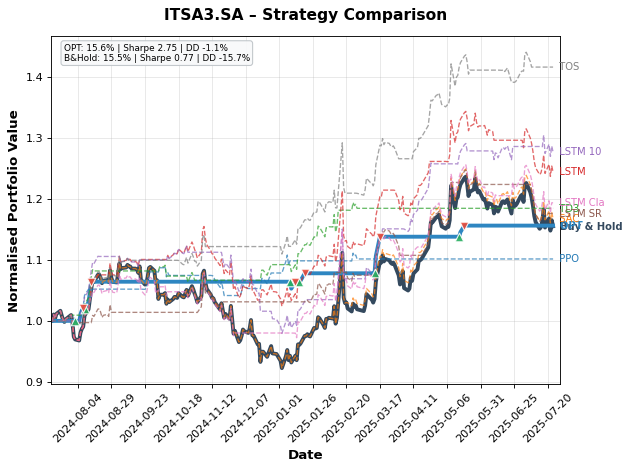 ITSA3.SA – Strategy Comparison
OPT: 15.6% | Sharpe 2.75 | DD -1.1%
B&Hold: 15.5% | Sharpe 0.77 | DD -15.7%
Normalised Portfolio Value
1.4
1.3
1.2
1.1
1.0
0.9
TOS
LSTM 10
LSTM
LSTM Cla
TD3
LSTM SR
Buy & Hold
PPO
2024-08-04
2024-08-29
2024-09-23
2024-10-18
2024-11-12
2024-12-07
2025-01-01
2025-01-26
2025-02-20
2025-03-17
2025-04-11
2025-05-06
2025-05-31
2025-06-25
2025-07-20
Date